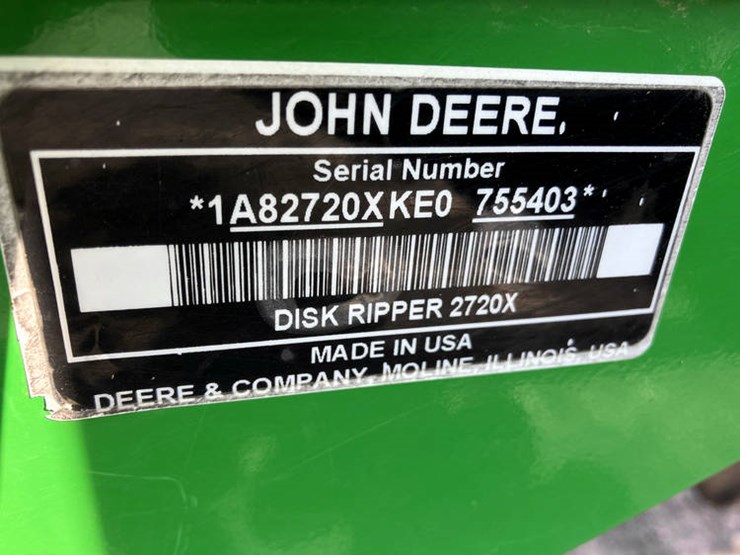 JOHN DEERE.
Serial Number
*1A82720XKE0 755403*
DISK RIPPER 2720X
MADE IN USA
DEERE & COMPANY, MOLINE, ILLINOIS, USA